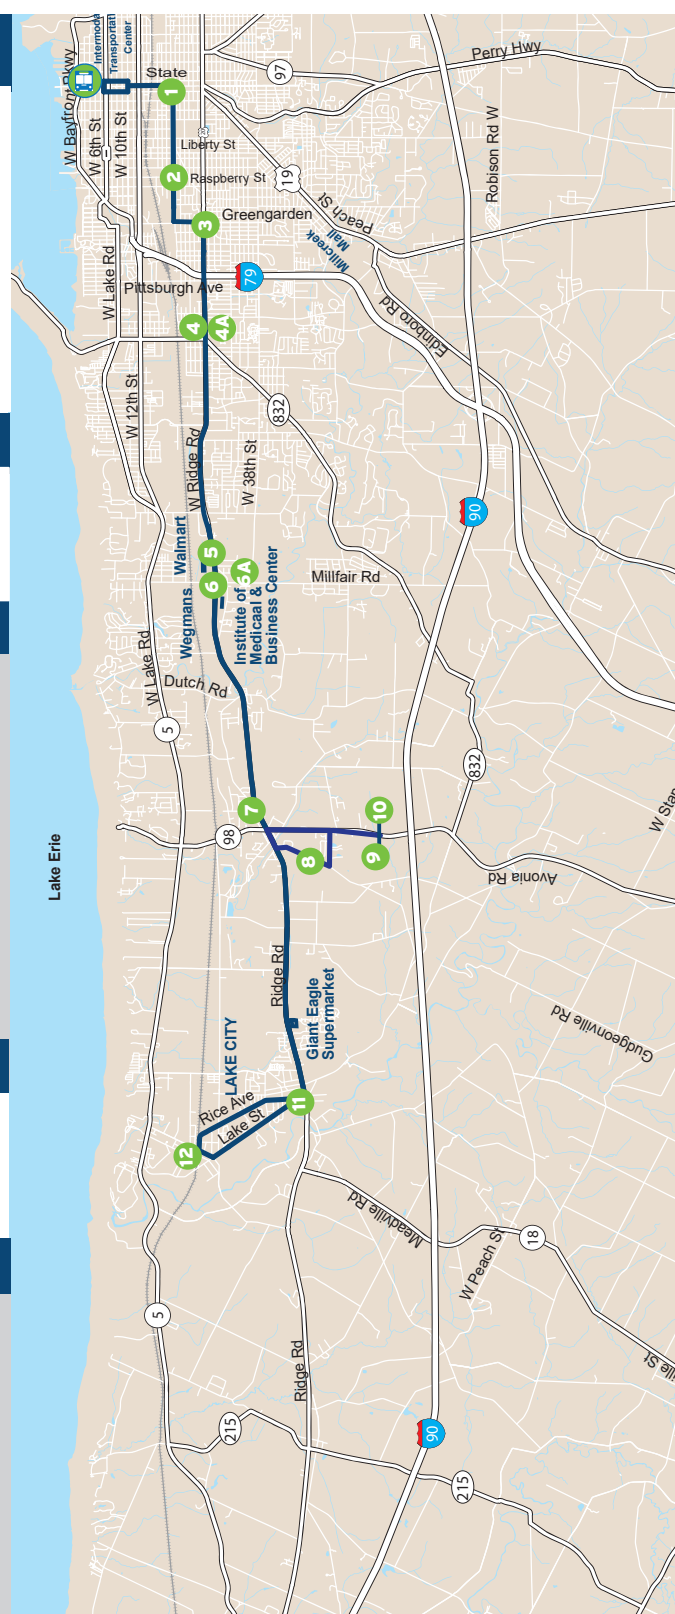 W Bayfront Pkwy
Intermodal
Transportati
Center
W 6th St
W 10th St
State
1
Liberty St
2
Raspberry St
3
Greengarden
97
Perry Hwy
19
Peach St
Millcreek
Mall
Robison Rd W
W Lake Rd
Pittsburgh Ave
79
4
4A
Edinboro Rd
W 12th St
832
W Ridge Rd
W 38th St
90
Walmart
5
Wegmans
6
6A
Institute of
Medicaal &
Business Center
Millfair Rd
W Lake Rd
Dutch Rd
5
832
7
98
10
8
9
W Stan
Avonia Rd
Lake Erie
Ridge Rd
Giant Eagle
Supermarket
Gudgeonville Rd
LAKE CITY
Rice Ave
Lake St
11
12
Meadville Rd
18
W Peach St
5
Ridge Rd
ille St
215
90
215